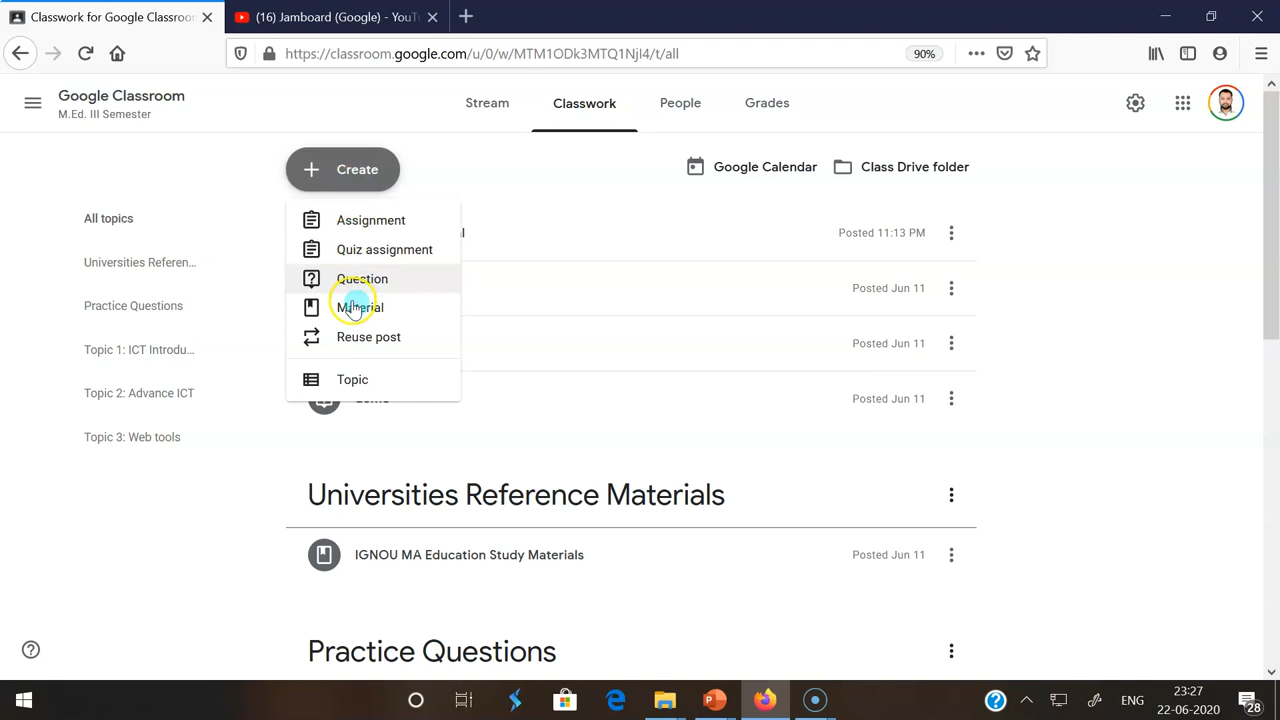 Classwork for Google Classroom
(16) Jamboard (Google) - YouT
https://classroom.google.com/u/0/w/MTM1ODk3MTQ1NjI4/t/all
90%
Google Classroom
M.Ed. III Semester
Stream
Classwork
People
Grades
Create
Google Calendar
Class Drive folder
All topics
Universities Referen...
Practice Questions
Topic 1: ICT Introdu...
Topic 2: Advance ICT
Topic 3: Web tools
Assignment
Quiz assignment
Question
Material
Reuse post
Topic
Posted 11:13 PM
Posted Jun 11
Posted Jun 11
Posted Jun 11
Universities Reference Materials
IGNOU MA Education Study Materials
Posted Jun 11
Practice Questions
ENG
23:27
22-06-2020
28